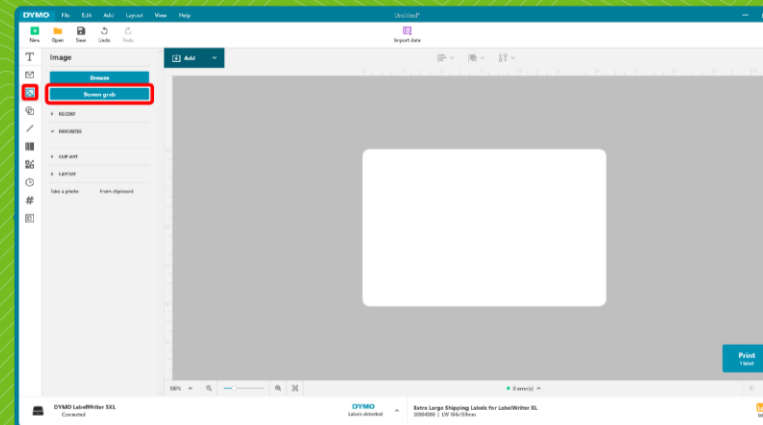 DYMO File Edit Add Layout View Help Untitled*
New Open Save Undo Redo Import data
T Image Add
Browse
Screen grab
RECENT
FAVORITES
CLIP ART
LAYOUT
Take a photo From clipboard
#
Print
1 label
100% 0 error(s)
DYMO LabelWriter 5XL
Connected
DYMO
Labels detected
Extra Large Shipping Labels for LabelWriter XL